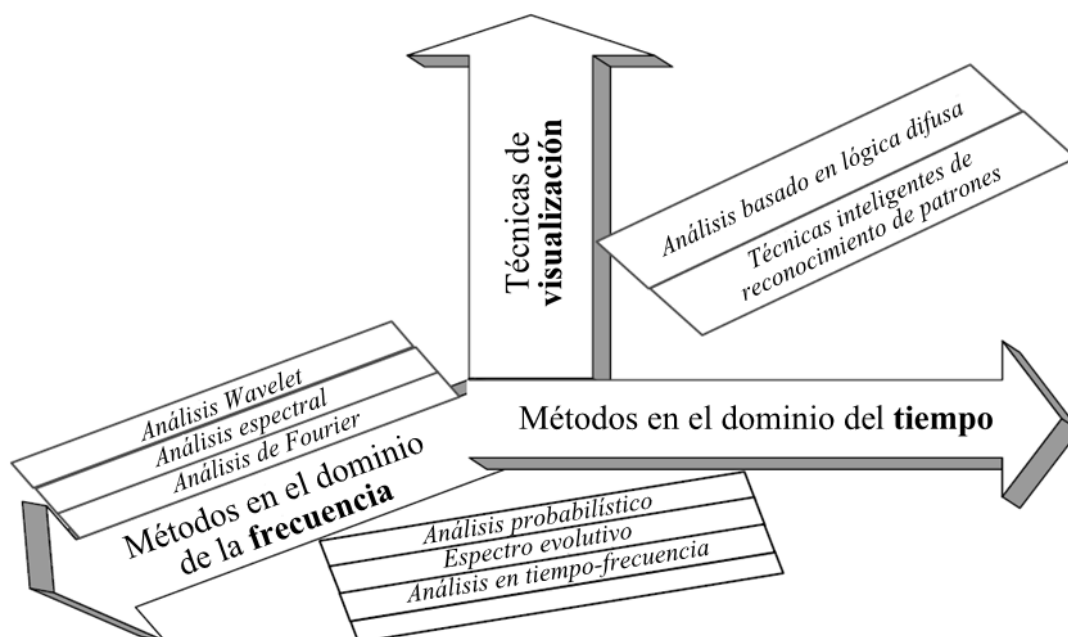 Técnicas de
visualización
Análisis basado en lógica difusa
Técnicas inteligentes de
reconocimiento de patrones
Métodos en el dominio del tiempo
Análisis Wavelet
Análisis espectral
Análisis de Fourier
Métodos en el dominio
de la frecuencia
Análisis probabilístico
Espectro evolutivo
Análisis en tiempo-frecuencia